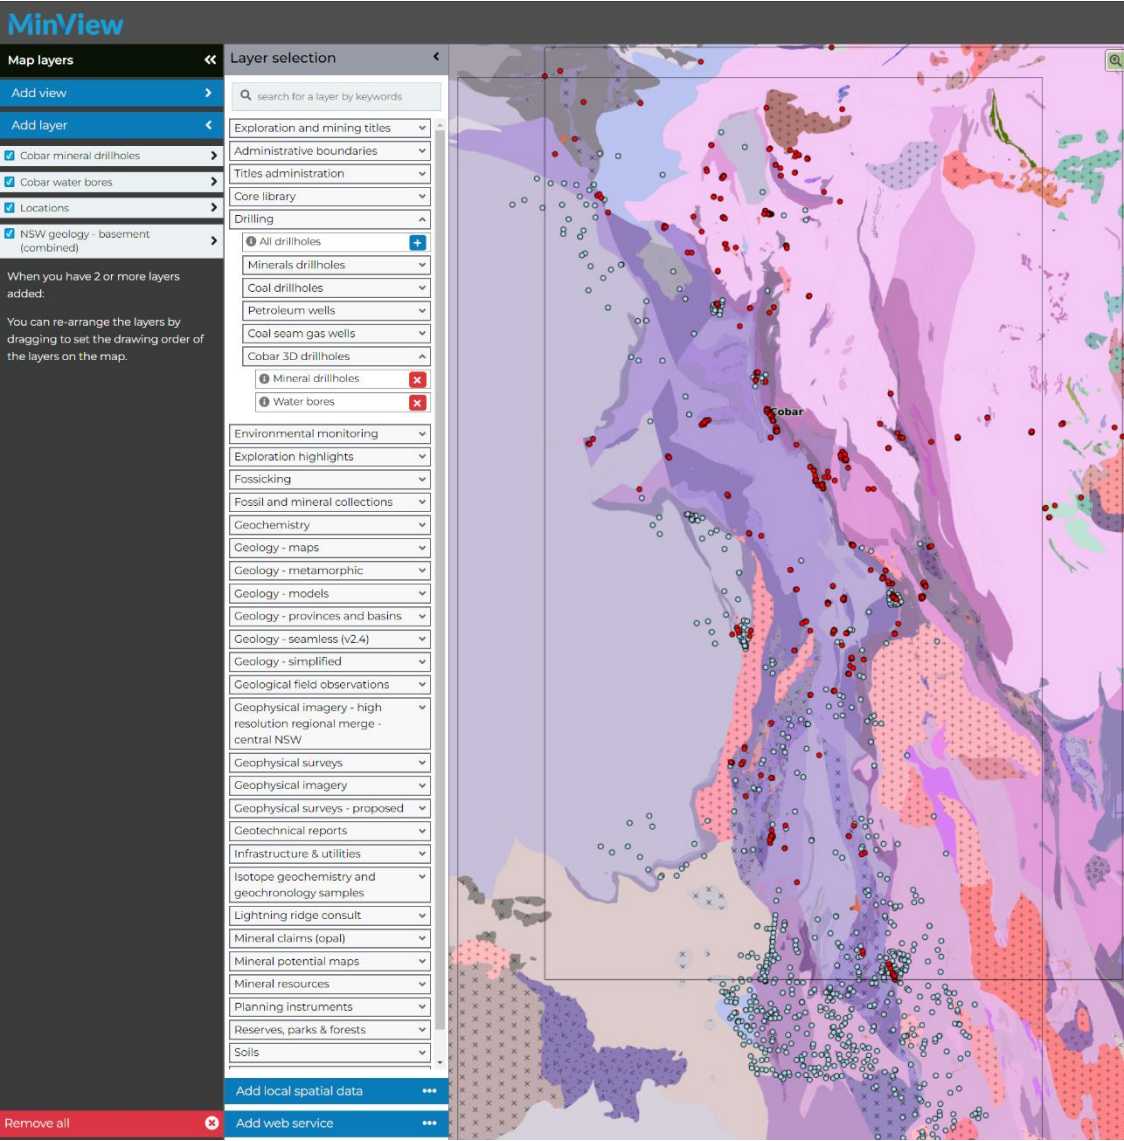 MinView
Map layers
Add view
Add layer
Cobar mineral drillholes
Cobar water bores
Locations
NSW geology - basement
(combined)
When you have 2 or more layers
added:
You can re-arrange the layers by
dragging to set the drawing order of
the layers on the map.
Remove all
Layer selection
search for a layer by keywords
Exploration and mining titles
Administrative boundaries
Titles administration
Core library
Drilling
All drillholes
Minerals drillholes
Coal drillholes
Petroleum wells
Coal seam gas wells
Cobar 3D drillholes
Mineral drillholes
Water bores
Environmental monitoring
Exploration highlights
Fossicking
Fossil and mineral collections
Geochemistry
Geology - maps
Geology - metamorphic
Geology - models
Geology - provinces and basins
Geology - seamless (v2.4)
Geology - simplified
Geological field observations
Geophysical imagery - high
resolution regional merge -
central NSW
Geophysical surveys
Geophysical imagery
Geophysical surveys - proposed
Geotechnical reports
Infrastructure & utilities
Isotope geochemistry and
geochronology samples
Lightning ridge consult
Mineral claims (opal)
Mineral potential maps
Mineral resources
Planning instruments
Reserves, parks & forests
Soils
Add local spatial data
Add web service
Cobar